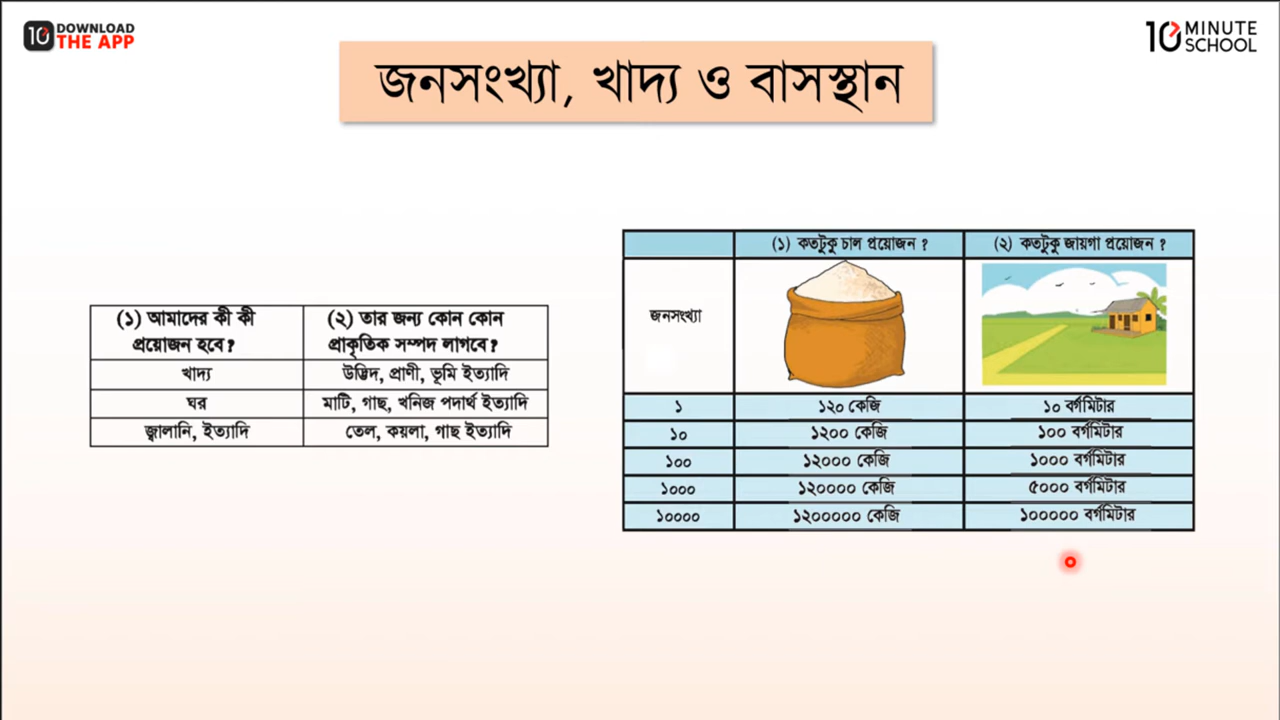 DOWNLOAD
THE APP
10 MINUTE
SCHOOL
জনসংখ্যা, খাদ্য ও বাসস্থান
(১) আমাদের কী কী প্রয়োজন হবে? (২) তার জন্য কোন কোন প্রাকৃতিক সম্পদ লাগবে?
খাদ্য উদ্ভিদ, প্রাণী, ভূমি ইত্যাদি
ঘর মাটি, গাছ, খনিজ পদার্থ ইত্যাদি
জ্বালানি, ইত্যাদি তেল, কয়লা, গাছ ইত্যাদি
(১) কতটুকু চাল প্রয়োজন ? (২) কতটুকু জায়গা প্রয়োজন ?
জনসংখ্যা
১ ১২০ কেজি ১০ বর্গমিটার
১০ ১২০০ কেজি ১০০ বর্গমিটার
১০০ ১২০০০ কেজি ১০০০ বর্গমিটার
১০০০ ১২০০০০ কেজি ৫০০০ বর্গমিটার
১০০০০ ১২০০০০০ কেজি ১০০০০০ বর্গমিটার